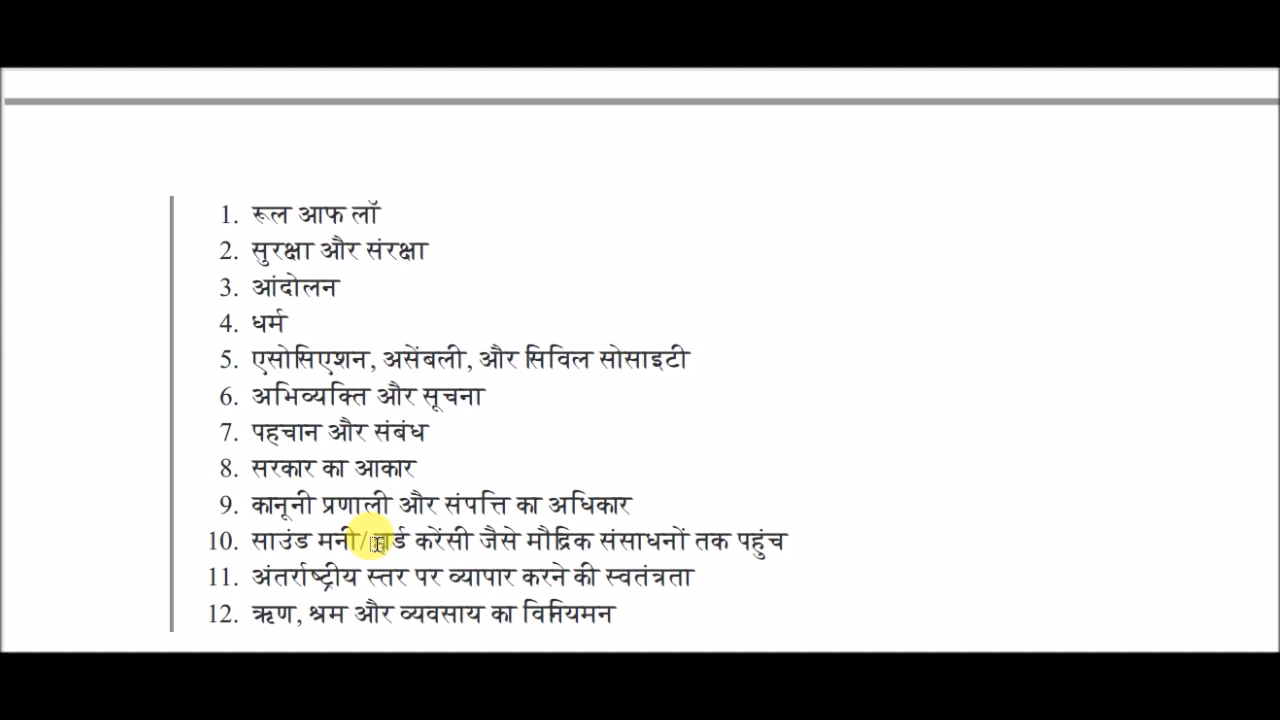 1. रूल आफ लॉ
2. सुरक्षा और संरक्षा
3. आंदोलन
4. धर्म
5. एसोसिएशन, असेंबली, और सिविल सोसाइटी
6. अभिव्यक्ति और सूचना
7. पहचान और संबंध
8. सरकार का आकार
9. कानूनी प्रणाली और संपत्ति का अधिकार
10. साउंड मनी/हार्ड करेंसी जैसे मौद्रिक संसाधनों तक पहुंच
11. अंतर्राष्ट्रीय स्तर पर व्यापार करने की स्वतंत्रता
12. ऋण, श्रम और व्यवसाय का विनियमन